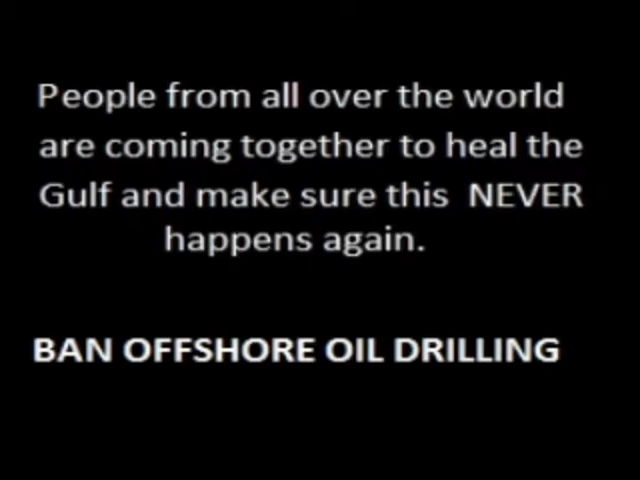 People from all over the world
are coming together to heal the
Gulf and make sure this NEVER
happens again.
BAN OFFSHORE OIL DRILLING